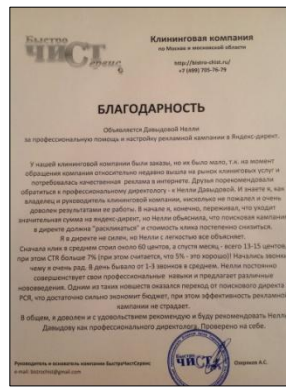 Быстро
ЧИСТ
Сервис
Клининговая компания
по Москве и московской области
http://bistro-chist.ru/
+7 (499) 705-76-79
БЛАГОДАРНОСТЬ
Объявляется Давыдовой Нелли
за профессиональную помощь и настройку рекламной кампании в Яндекс-директ.
У нашей клининговой компании были заказы, но их было мало, т.к. на момент
обращения компания относительно недавно вышла на рынок клининговых услуг и
потребовалась качественная реклама в интернете. Друзья порекомендовали
обратиться к профессиональному директологу - к Нелли Давыдовой. И знаете я, как
владелец и руководитель клининговой компании, нисколько не пожалел и очень
доволен результатами ее работы. В начале я, конечно, переживал, что уходит
значительная сумма на яндекс-директ, но Нелли объяснила, что поисковая кампания
в директе должна "расклинаться" и стоимость клика постепенно снизиться.
Я в директе не силен, но Нелли с легкостью все объясняет.
Сначала клик в среднем стоил около 60 центов, а спустя месяц - всего 13-15 центов
при этом CTR больше 7% (при этом считается, что 5% - это хорошо)! Начались звонки
чему я очень рад. В день бывало от 1-3 звонков в среднем. Нелли постоянно
совершенствует свои профессиональные навыки и предлагает различные
нововведения. Одним из таких новшеств оказался переход от поискового директа
РСЯ, что достаточно сильно экономит бюджет, при этом эффективность рекламной
кампании не страдает.
В общем, я доволен и с удовольствием рекомендую и буду рекомендовать Нелли
Давыдову как профессионального директолога. Проверено на себе.
Руководитель и основатель компании БыстроЧистСервис
e-mail: bistrochist@gmail.com
ЧИСТ
А.С.